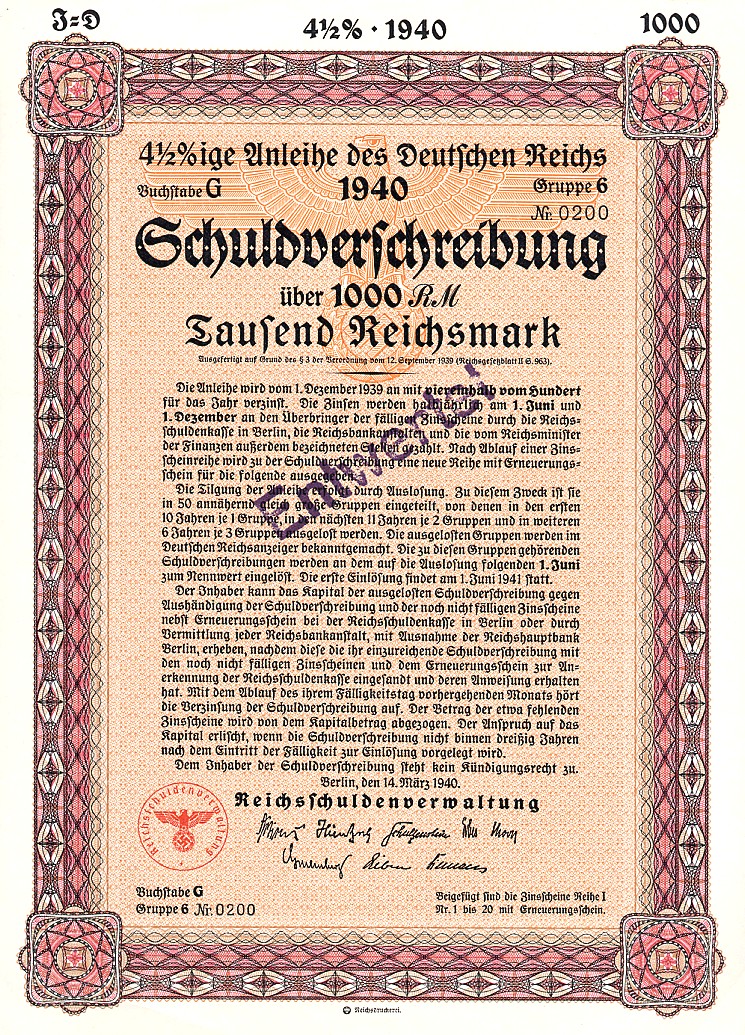 J=D 4½% · 1940 1000
4½%ige Anleihe des Deutschen Reichs
Buchstabe G 1940 Gruppe 6
Nr. 0200
Schuldverschreibung
über 1000 RM
Tausend Reichsmark
Ausgefertigt auf Grund des § 3 der Verordnung vom 12. September 1939 (Reichsgesetzblatt II S. 963).
Die Anleihe wird vom 1. Dezember 1939 an mit viereinhalb vom Hundert
für das Jahr verzinst. Die Zinsen werden halbjährlich am 1. Juni und
1. Dezember an den Überbringer der fälligen Zinsscheine durch die Reichs-
schuldenkasse in Berlin, die Reichsbankanstalten und die vom Reichsminister
der Finanzen außerdem bezeichneten Stellen gezahlt. Nach Ablauf einer Zins-
scheinreihe wird zu der Schuldverschreibung eine neue Reihe mit Erneuerungs-
schein für die folgende ausgegeben.
Die Tilgung der Anleihe erfolgt durch Auslosung. Zu diesem Zweck ist sie
in 50 annähernd gleich große Gruppen eingeteilt, von denen in den ersten
10 Jahren je 1 Gruppe, in den nächsten 11 Jahren je 2 Gruppen und in weiteren
6 Jahren je 3 Gruppen ausgelost werden. Die ausgelosten Gruppen werden im
Deutschen Reichsanzeiger bekanntgemacht. Die zu diesen Gruppen gehörenden
Schuldverschreibungen werden an dem auf die Auslosung folgenden 1. Juni
zum Nennwert eingelöst. Die erste Einlösung findet am 1. Juni 1941 statt.
Der Inhaber kann das Kapital der ausgelosten Schuldverschreibung gegen
Aushändigung der Schuldverschreibung und der noch nicht fälligen Zinsscheine
nebst Erneuerungsschein bei der Reichsschuldenkasse in Berlin oder durch
Vermittlung jeder Reichsbankanstalt, mit Ausnahme der Reichshauptbank
Berlin, erheben, nachdem diese die ihr einzureichende Schuldverschreibung mit
den noch nicht fälligen Zinsscheinen und dem Erneuerungsschein zur An-
erkennung der Reichsschuldenkasse eingesandt und deren Anweisung erhalten
hat. Mit dem Ablauf des ihrem Fälligkeitstag vorhergehenden Monats hört
die Verzinsung der Schuldverschreibung auf. Der Betrag der etwa fehlenden
Zinsscheine wird von dem Kapitalbetrag abgezogen. Der Anspruch auf das
Kapital erlischt, wenn die Schuldverschreibung nicht binnen dreißig Jahren
nach dem Eintritt der Fälligkeit zur Einlösung vorgelegt wird.
Dem Inhaber der Schuldverschreibung steht kein Kündigungsrecht zu.
Berlin, den 14. März 1940.
Reichsschuldenverwaltung
Entwertet
Reichsschuldenverwaltung
Buchstabe G
Gruppe 6 Nr. 0200
Beigefügt sind die Zinsscheine Reihe I
Nr. 1 bis 20 mit Erneuerungsschein.
Reichsdruckerei.